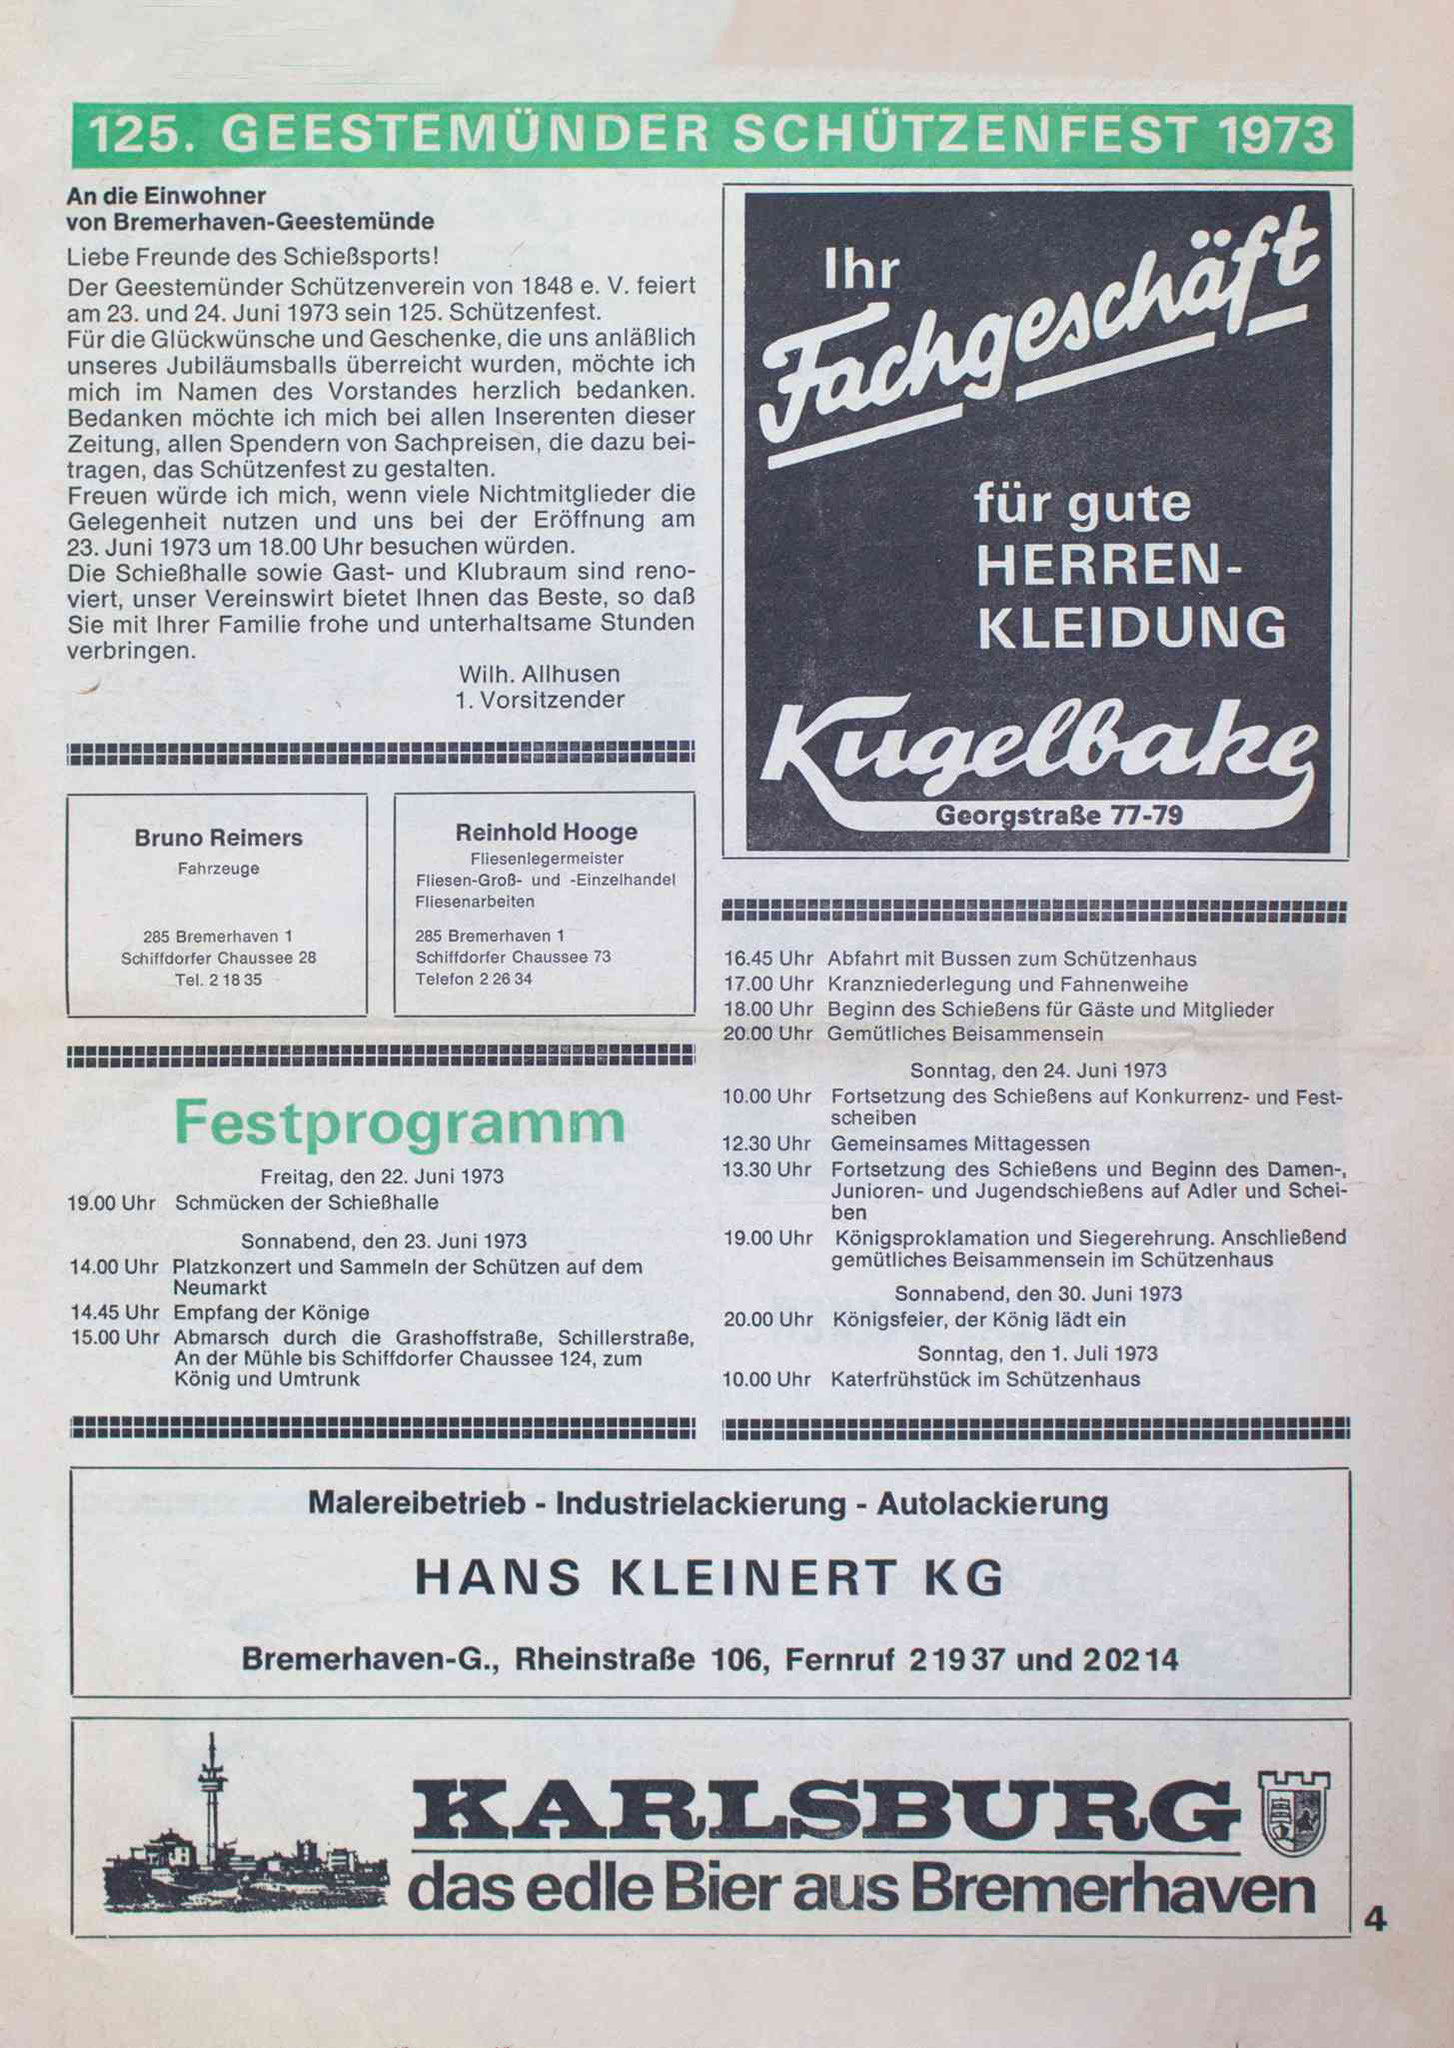 125. GEESTEMÜNDER SCHÜTZENFEST 1973
An die Einwohner
von Bremerhaven-Geestemünde
Liebe Freunde des Schießsports!
Der Geestemünder Schützenverein von 1848 e. V. feiert
am 23. und 24. Juni 1973 sein 125. Schützenfest.
Für die Glückwünsche und Geschenke, die uns anläßlich
unseres Jubiläumsballs überreicht wurden, möchte ich
mich im Namen des Vorstandes herzlich bedanken.
Bedanken möchte ich mich bei allen Inserenten dieser
Zeitung, allen Spendern von Sachpreisen, die dazu bei-
tragen, das Schützenfest zu gestalten.
Freuen würde ich mich, wenn viele Nichtmitglieder die
Gelegenheit nutzen und uns bei der Eröffnung am
23. Juni 1973 um 18.00 Uhr besuchen würden.
Die Schießhalle sowie Gast- und Klubraum sind reno-
viert, unser Vereinswirt bietet Ihnen das Beste, so daß
Sie mit Ihrer Familie frohe und unterhaltsame Stunden
verbringen.
Wilh. Allhusen
1. Vorsitzender
Ihr
Fachgeschäft
für gute
HERREN-
KLEIDUNG
Kugelbake
Georgstraße 77-79
Bruno Reimers
Fahrzeuge
285 Bremerhaven 1
Schiffdorfer Chaussee 28
Tel. 2 18 35
Reinhold Hooge
Fliesenlegermeister
Fliesen-Groß- und -Einzelhandel
Fliesenarbeiten
285 Bremerhaven 1
Schiffdorfer Chaussee 73
Telefon 2 26 34
Festprogramm
Freitag, den 22. Juni 1973
19.00 Uhr Schmücken der Schießhalle
Sonnabend, den 23. Juni 1973
14.00 Uhr Platzkonzert und Sammeln der Schützen auf dem
Neumarkt
14.45 Uhr Empfang der Könige
15.00 Uhr Abmarsch durch die Grashoffstraße, Schillerstraße,
An der Mühle bis Schiffdorfer Chaussee 124, zum
König und Umtrunk
16.45 Uhr Abfahrt mit Bussen zum Schützenhaus
17.00 Uhr Kranzniederlegung und Fahnenweihe
18.00 Uhr Beginn des Schießens für Gäste und Mitglieder
20.00 Uhr Gemütliches Beisammensein
Sonntag, den 24. Juni 1973
10.00 Uhr Fortsetzung des Schießens auf Konkurrenz- und Fest-
scheiben
12.30 Uhr Gemeinsames Mittagessen
13.30 Uhr Fortsetzung des Schießens und Beginn des Damen-,
Junioren- und Jugendschießens auf Adler und Schei-
ben
19.00 Uhr Königsproklamation und Siegerehrung. Anschließend
gemütliches Beisammensein im Schützenhaus
Sonnabend, den 30. Juni 1973
20.00 Uhr Königsfeier, der König lädt ein
Sonntag, den 1. Juli 1973
10.00 Uhr Katerfrühstück im Schützenhaus
Malereibetrieb - Industrielackierung - Autolackierung
HANS KLEINERT KG
Bremerhaven-G., Rheinstraße 106, Fernruf 2 19 37 und 2 02 14
KARLSBURG
das edle Bier aus Bremerhaven
4